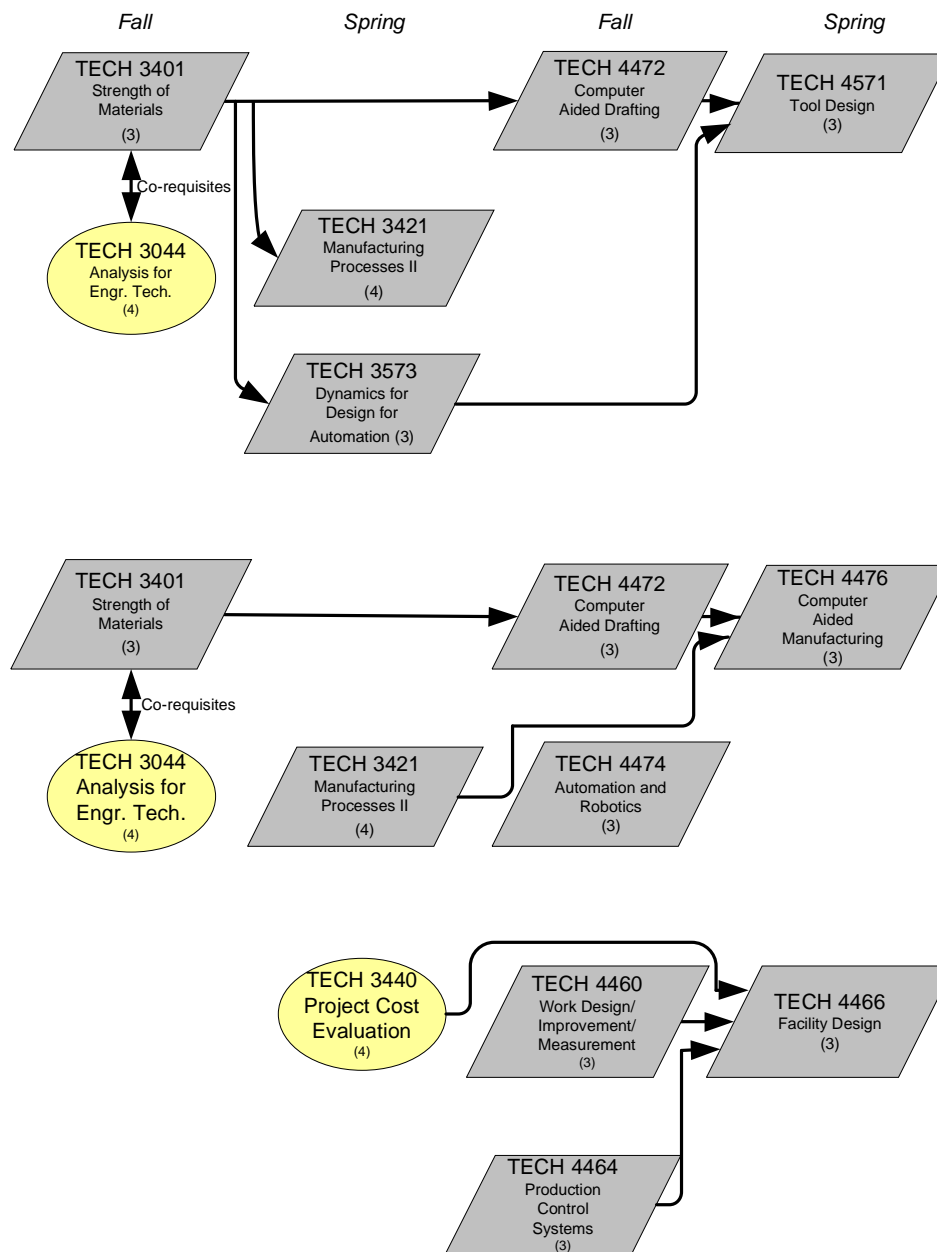 Fall
Spring
Fall
Spring
TECH 3401
Strength of
Materials
(3)
TECH 4472
Computer
Aided Drafting
(3)
TECH 4571
Tool Design
(3)
Co-requisites
TECH 3044
Analysis for
Engr. Tech.
(4)
TECH 3421
Manufacturing
Processes II
(4)
TECH 3573
Dynamics for
Design for
Automation (3)
TECH 3401
Strength of
Materials
(3)
TECH 4472
Computer
Aided Drafting
(3)
TECH 4476
Computer
Aided
Manufacturing
(3)
Co-requisites
TECH 3044
Analysis for
Engr. Tech.
(4)
TECH 3421
Manufacturing
Processes II
(4)
TECH 4474
Automation and
Robotics
(3)
TECH 3440
Project Cost
Evaluation
(4)
TECH 4460
Work Design/
Improvement/
Measurement
(3)
TECH 4466
Facility Design
(3)
TECH 4464
Production
Control
Systems
(3)